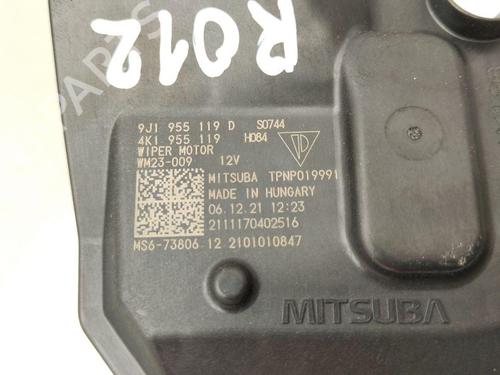 R012
9J1 955 119 D S0744
4K1 955 119 H084
WIPER MOTOR
WM23-009 12V
MITSUBA TPNP019991
MADE IN HUNGARY
06.12.21 12:23
2111170402516
MS6-73806 12 2101010847
MITSUBA